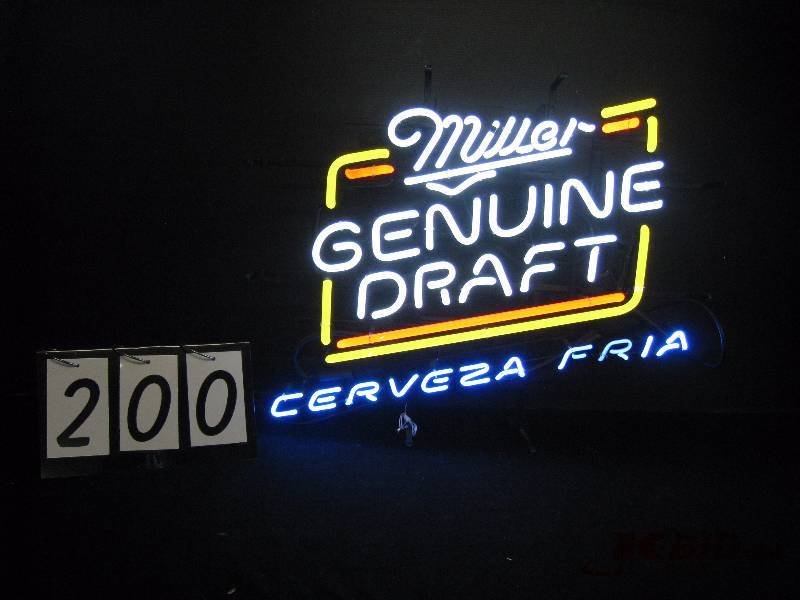 Miller
GENUINE
DRAFT
CERVEZA FRIA
200